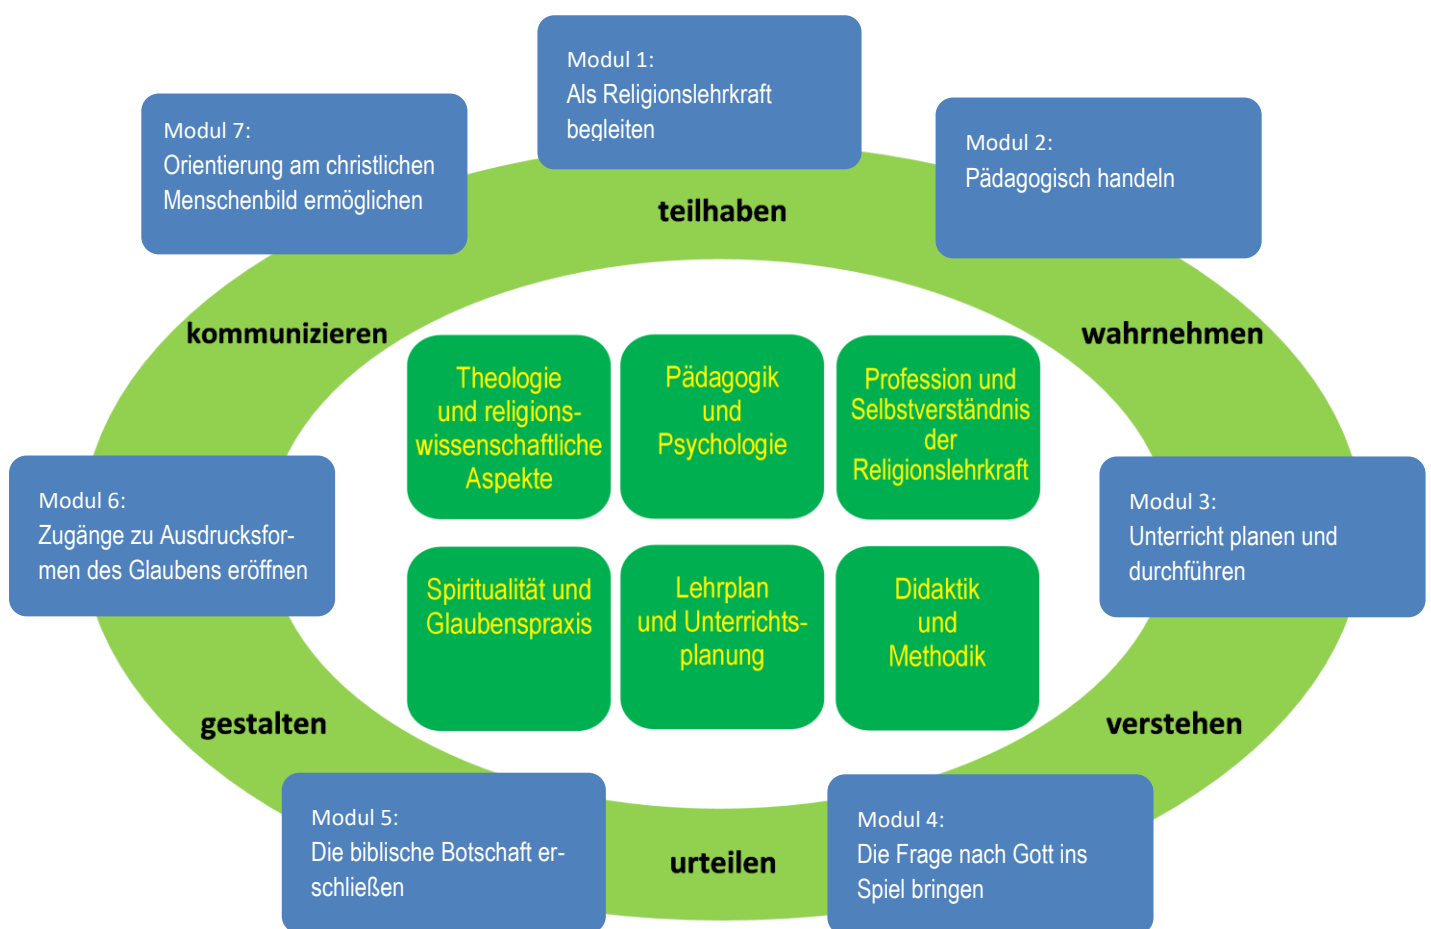 Modul 1:
Als Religionslehrkraft
begleiten
Modul 7:
Orientierung am christlichen
Menschenbild ermöglichen
Modul 2:
Pädagogisch handeln
teilhaben
kommunizieren
wahrnehmen
Theologie
und religions-
wissenschaftliche
Aspekte
Pädagogik
und
Psychologie
Profession und
Selbstverständnis
der
Religionslehrkraft
Modul 6:
Zugänge zu Ausdrucksfor-
men des Glaubens eröffnen
Modul 3:
Unterricht planen und
durchführen
Spiritualität und
Glaubenspraxis
Lehrplan
und Unterrichts-
planung
Didaktik
und
Methodik
gestalten
verstehen
Modul 5:
Die biblische Botschaft er-
schließen
urteilen
Modul 4:
Die Frage nach Gott ins
Spiel bringen